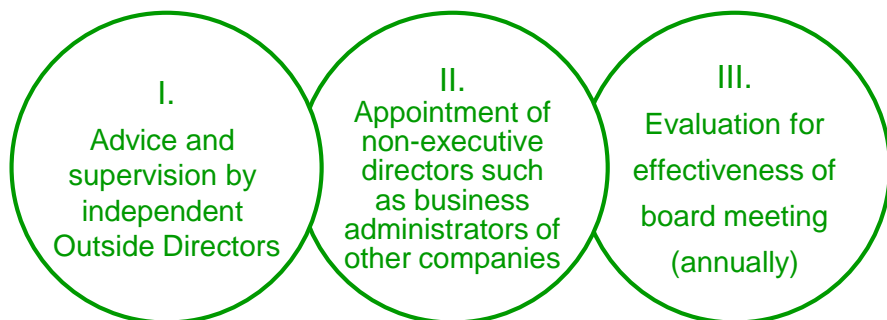 I.
Advice and
supervision by
independent
Outside Directors
II.
Appointment of
non-executive
directors such
as business
administrators of
other companies
III.
Evaluation for
effectiveness of
board meeting
(annually)